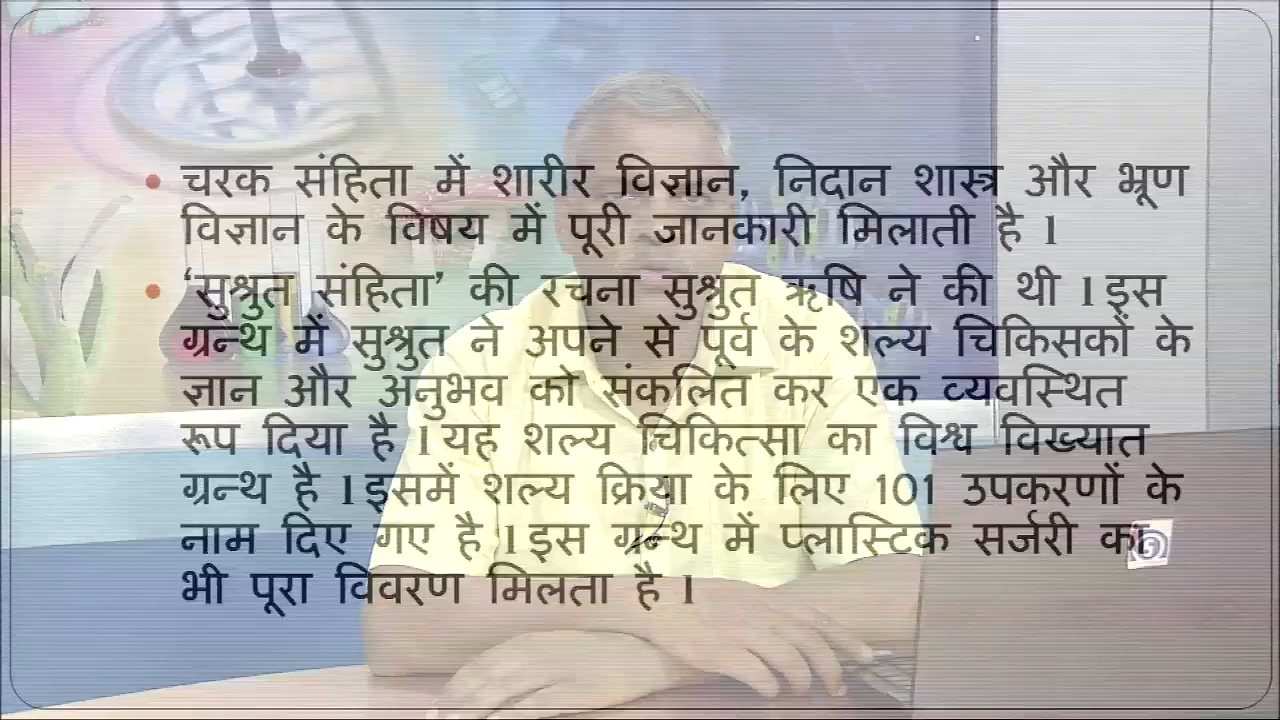 • चरक संहिता में शारीर विज्ञान, निदान शास्त्र और भ्रूण
विज्ञान के विषय में पूरी जानकारी मिलाती है ।
• ‘सुश्रुत संहिता’ की रचना सुश्रुत ऋषि ने की थी ।इस
ग्रन्थ में सुश्रुत ने अपने से पूर्व के शल्य चिकिसकों के
ज्ञान और अनुभव को संकलित कर एक व्यवस्थित
रूप दिया है ।यह शल्य चिकित्सा का विश्व विख्यात
ग्रन्थ है ।इसमें शल्य क्रिया के लिए 101 उपकरणों के
नाम दिए गए है ।इस ग्रन्थ में प्लास्टिक सर्जरी का
भी पूरा विवरण मिलता है ।